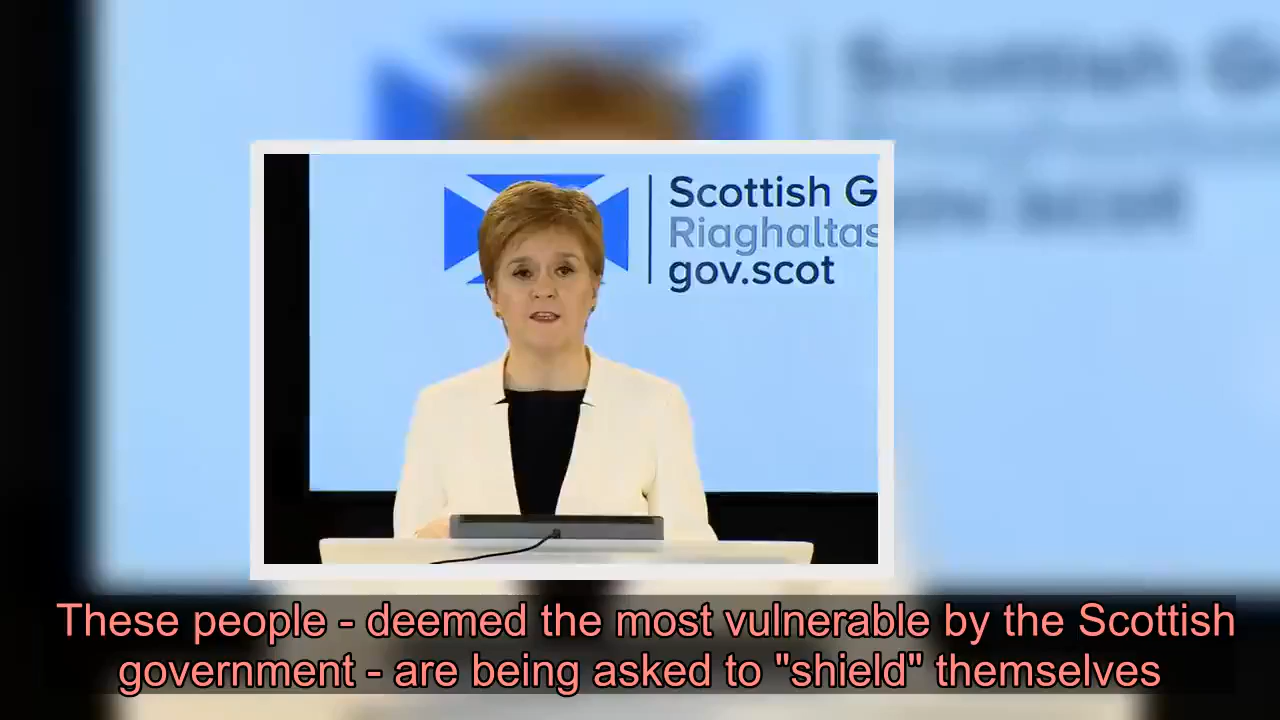 Scottish G
Riaghaltas
gov.scot
These people - deemed the most vulnerable by the Scottish
government - are being asked to "shield" themselves